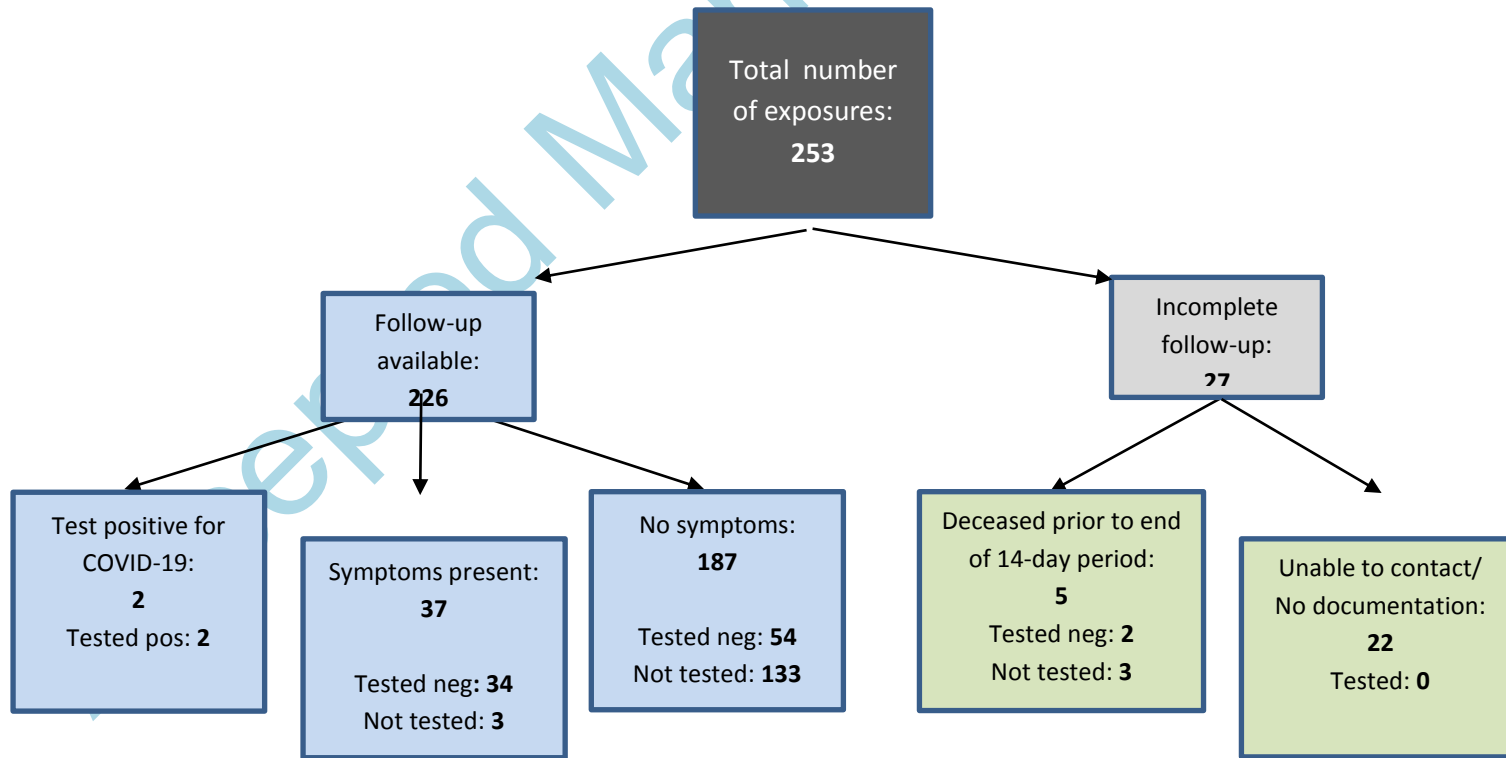 Total number
of exposures:
253
Follow-up
available:
226
Incomplete
follow-up:
27
Test positive for
COVID-19:
2
Tested pos: 2
Symptoms present:
37
Tested neg: 34
Not tested: 3
No symptoms:
187
Tested neg: 54
Not tested: 133
Deceased prior to end
of 14-day period:
5
Tested neg: 2
Not tested: 3
Unable to contact/
No documentation:
22
Tested: 0